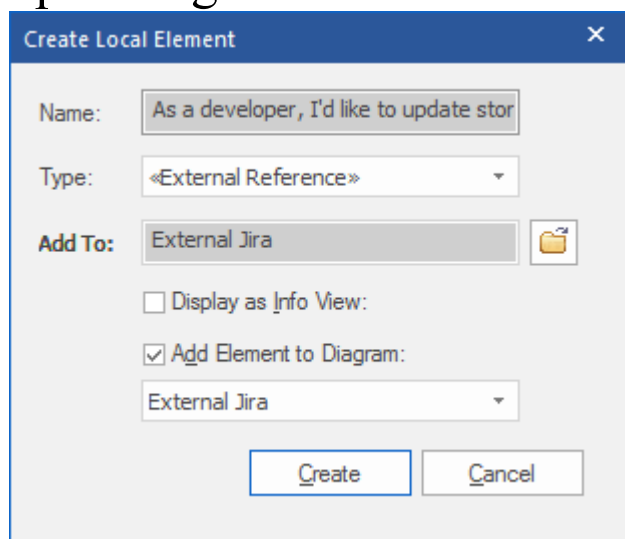 Create Local Element
Name: As a developer, I'd like to update stor
Type: «External Reference»
Add To: External Jira
Display as Info View:
Add Element to Diagram:
External Jira
Create Cancel